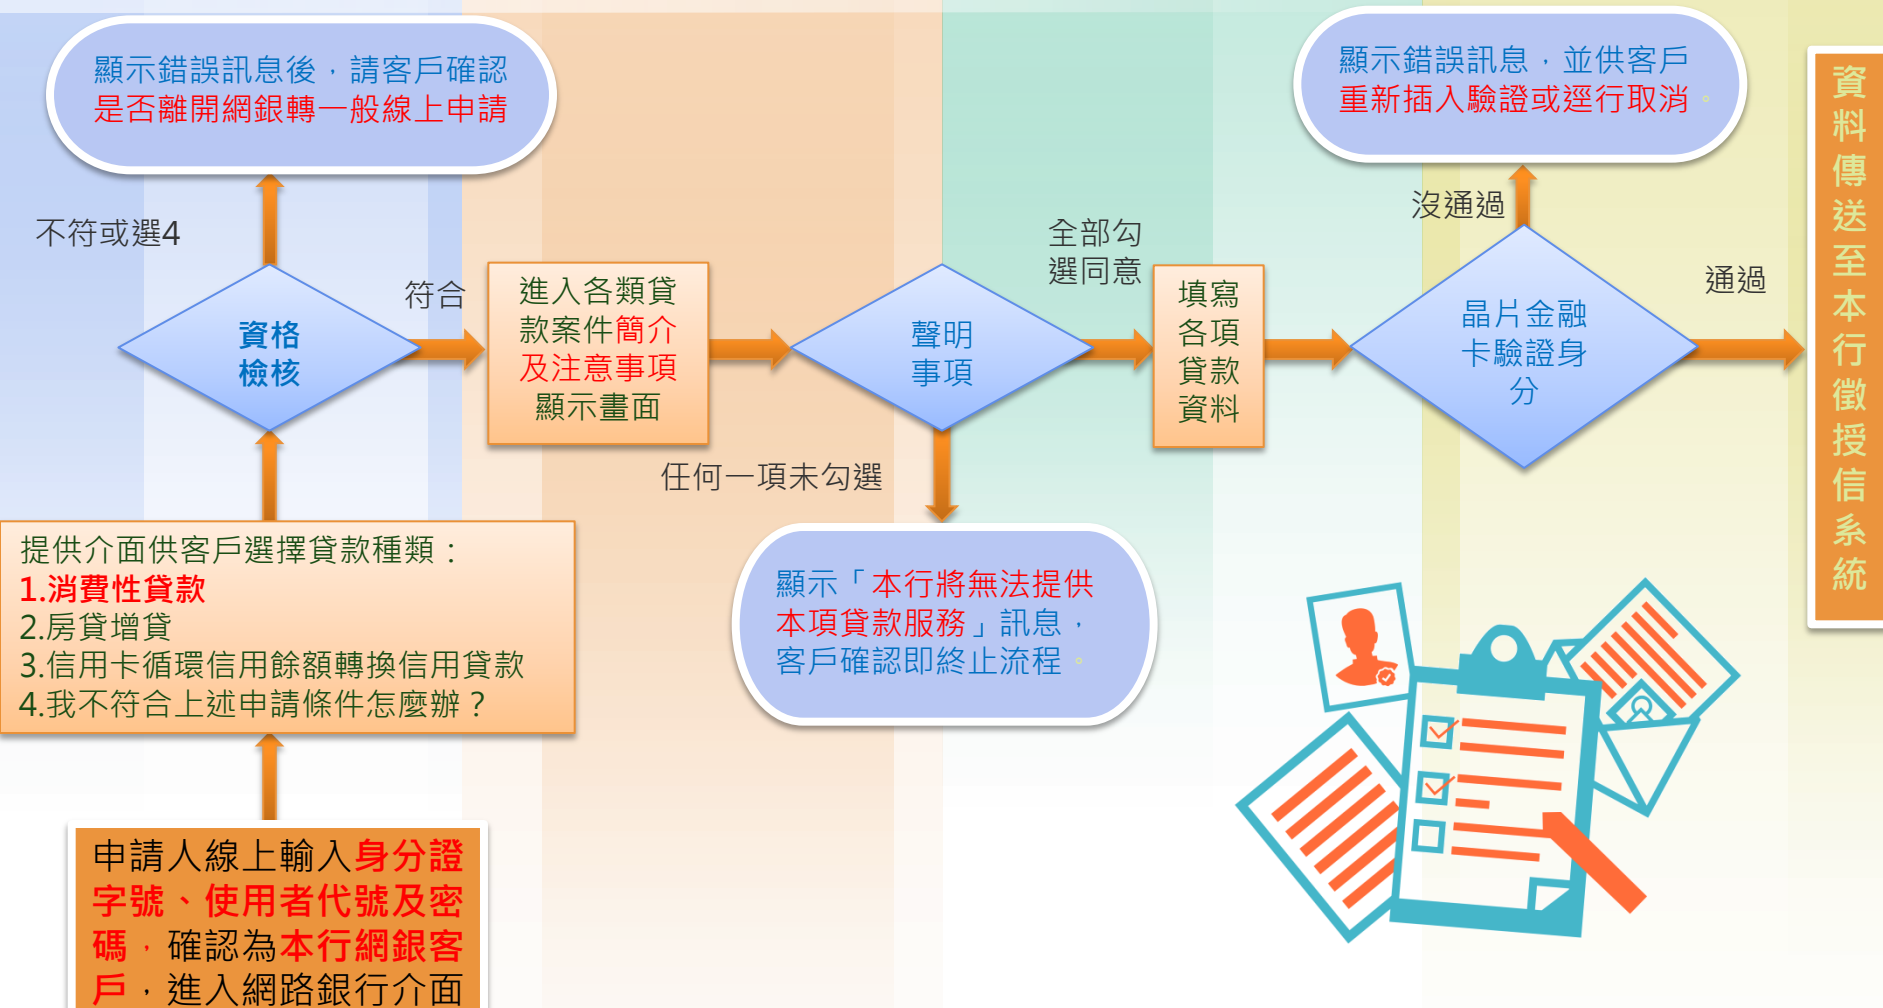 顯示錯誤訊息後，請客戶確認
是否離開網銀轉一般線上申請
不符或選4
資格
檢核
符合
提供介面供客戶選擇貸款種類：
1.消費性貸款
2.房貸增貸
3.信用卡循環信用餘額轉換信用貸款
4.我不符合上述申請條件怎麼辦？
申請人線上輸入身分證
字號、使用者代號及密
碼，確認為本行網銀客
戶，進入網路銀行介面
進入各類貸
款案件簡介
及注意事項
顯示畫面
聲明
事項
任何一項未勾選
顯示「本行將無法提供
本項貸款服務」訊息，
客戶確認即終止流程。
全部勾
選同意
填寫
各項
貸款
資料
顯示錯誤訊息，並供客戶
重新插入驗證或逕行取消。
沒通過
晶片金融
卡驗證身
分
通過
資料傳送至本行徵授信系統